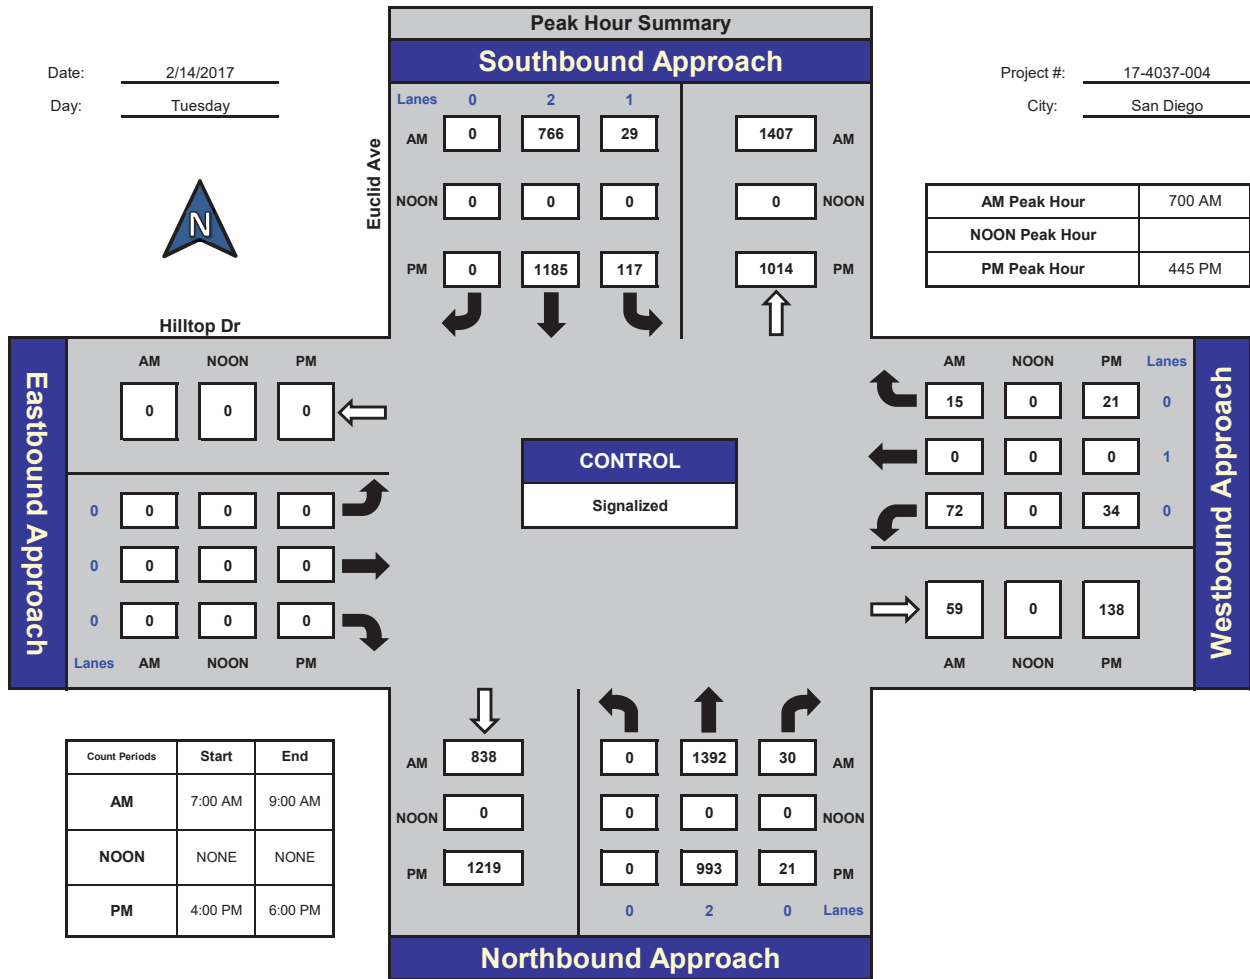 Peak Hour Summary
Southbound Approach
Date: 2/14/2017
Day: Tuesday
Project #: 17-4037-004
City: San Diego
N
Euclid Ave
Lanes 0 2 1
AM 0 766 29 1407 AM
NOON 0 0 0 0 NOON
PM 0 1185 117 1014 PM
AM Peak Hour 700 AM
NOON Peak Hour
PM Peak Hour 445 PM
Hilltop Dr
Eastbound Approach
AM NOON PM
0 0 0
0 0 0 0
0 0 0 0
0 0 0 0
Lanes AM NOON PM
CONTROL
Signalized
AM NOON PM Lanes
15 0 21 0
0 0 0 1
72 0 34 0
59 0 138
AM NOON PM
Westbound Approach
Count Periods Start End
AM 7:00 AM 9:00 AM
NOON NONE NONE
PM 4:00 PM 6:00 PM
AM 838 0 1392 30 AM
NOON 0 0 0 0 NOON
PM 1219 0 993 21 PM
0 2 0 Lanes
Northbound Approach